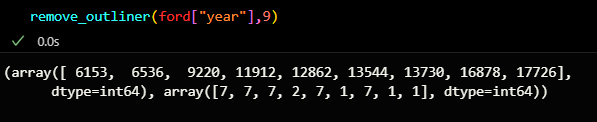 remove_outliner(ford["year"],9)
✓ 0.0s
(array([ 6153,  6536,  9220, 11912, 12862, 13544, 13730, 16878, 17726],
      dtype=int64), array([7, 7, 7, 2, 7, 1, 7, 1, 1], dtype=int64))